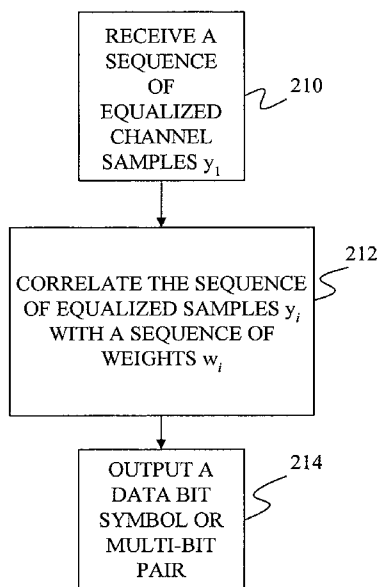 RECEIVE A
SEQUENCE
OF
EQUALIZED
CHANNEL
SAMPLES y1
210
CORRELATE THE SEQUENCE
OF EQUALIZED SAMPLES yi
WITH A SEQUENCE OF
WEIGHTS wi
212
OUTPUT A
DATA BIT
SYMBOL OR
MULTI-BIT
PAIR
214